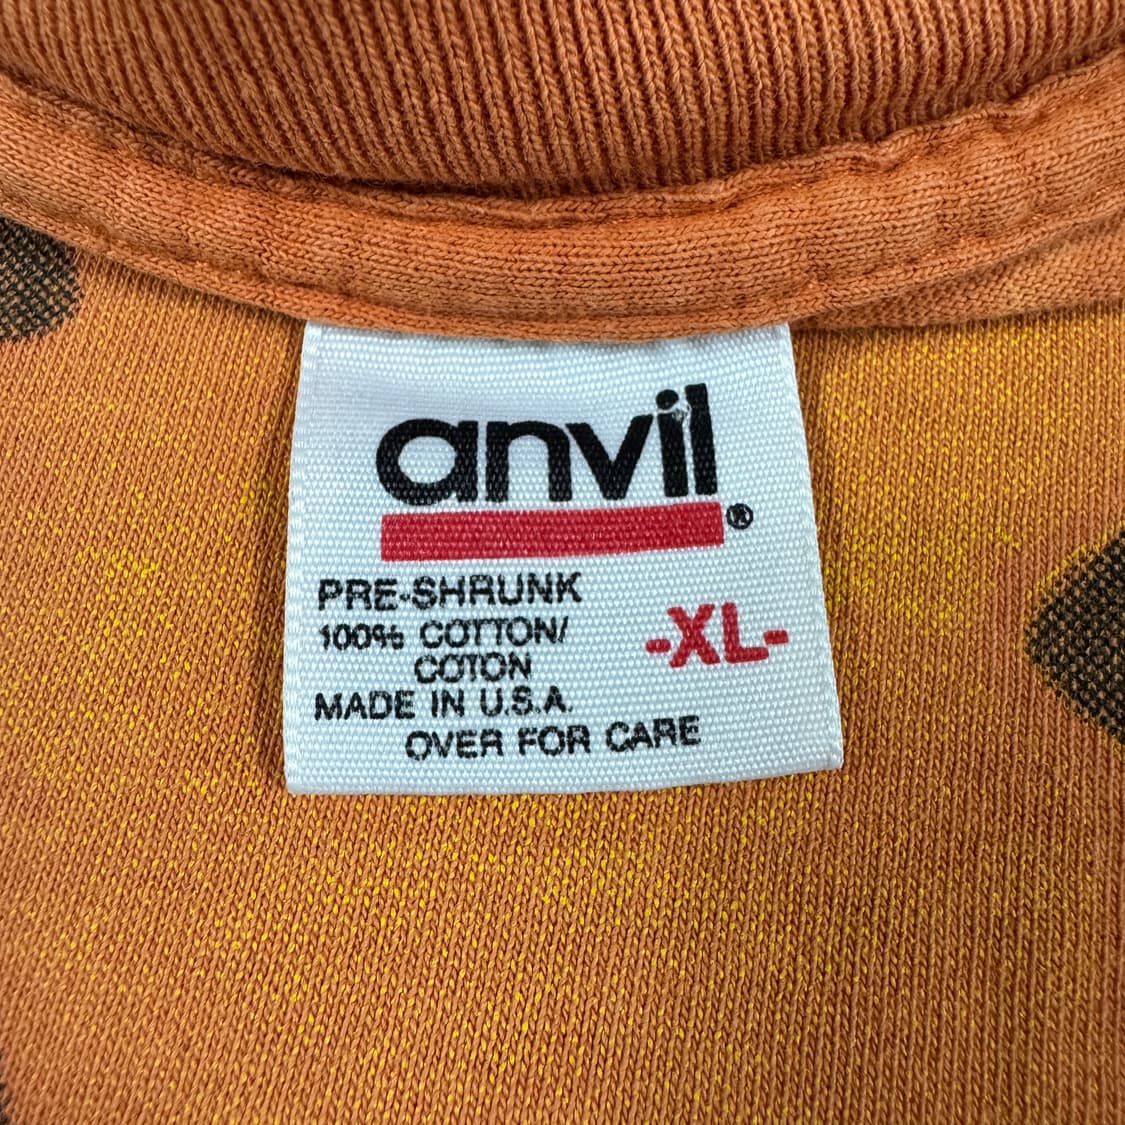 anvil®
PRE-SHRUNK
100% COTTON/
COTON
-XL-
MADE IN U.S.A.
OVER FOR CARE